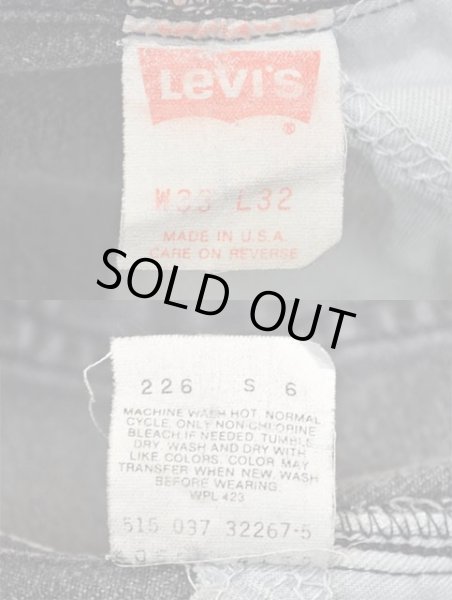 Levi's
®
L32
MADE IN U.S.A.
CARE ON REVERSE
SOLD OUT
226 S 6
MACHINE WASH HOT, NORMAL
CYCLE, ONLY NON-CHLORINE
BLEACH IF NEEDED, TUMBLE
DRY. WASH AND DRY WITH
LIKE COLORS. COLOR MAY
TRANSFER WHEN NEW. WASH
BEFORE WEARING.
WPL 423
515 037 32267-5